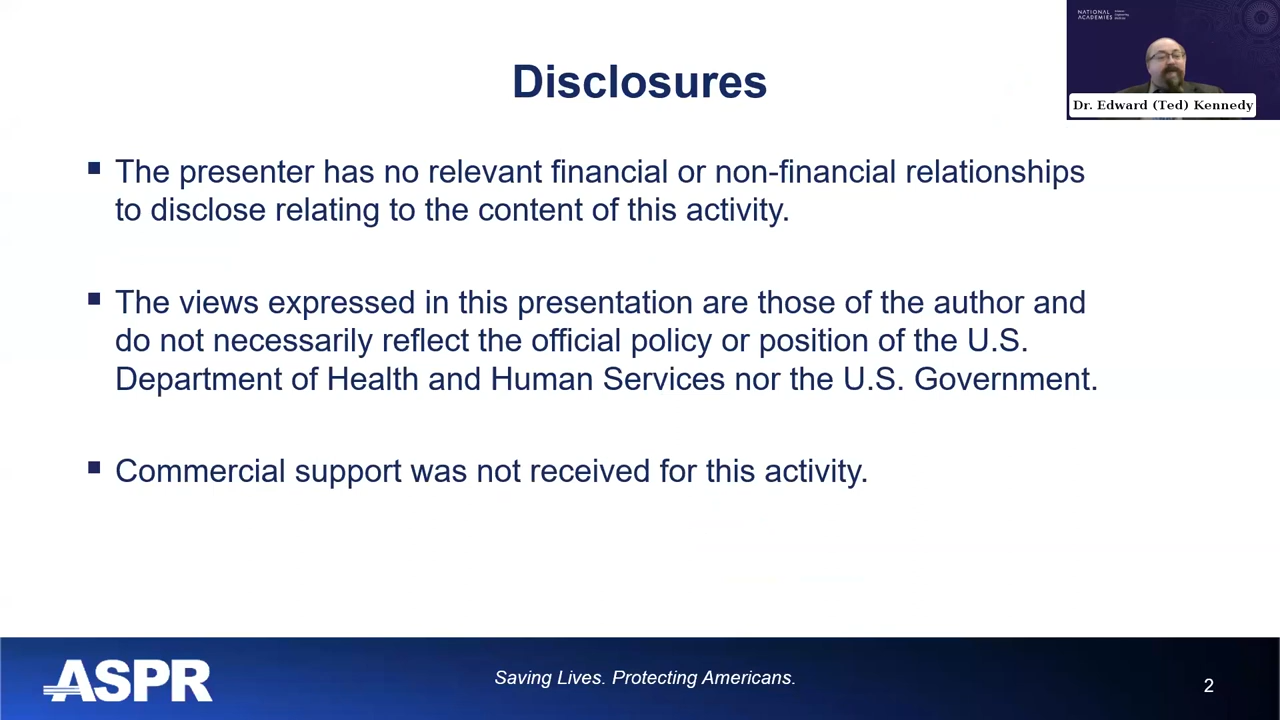 NATIONAL
ACADEMIES
Dr. Edward (Ted) Kennedy
Disclosures
The presenter has no relevant financial or non-financial relationships
to disclose relating to the content of this activity.
The views expressed in this presentation are those of the author and
do not necessarily reflect the official policy or position of the U.S.
Department of Health and Human Services nor the U.S. Government.
Commercial support was not received for this activity.
ASPR
Saving Lives. Protecting Americans.
2